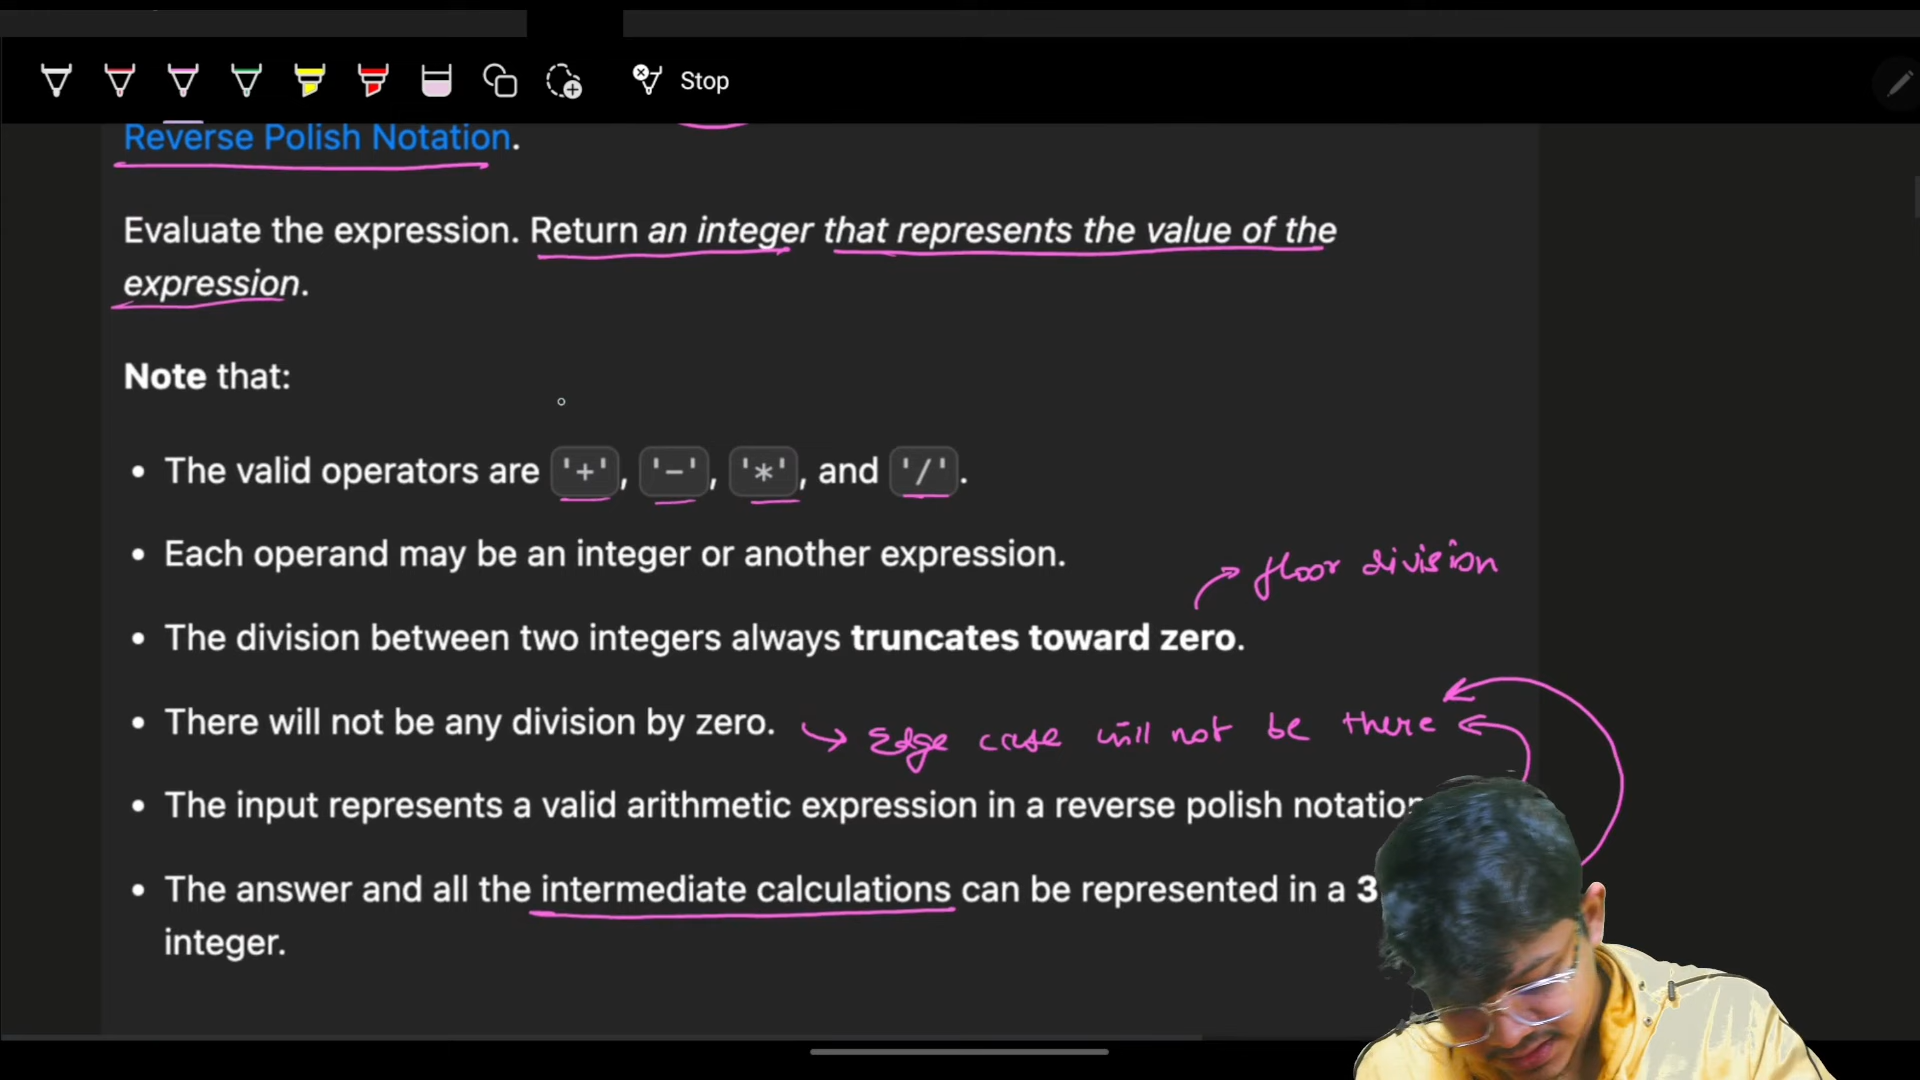 Stop
Reverse Polish Notation.
Evaluate the expression. Return an integer that represents the value of the
expression.
Note that:
• The valid operators are '+', '-', '*', and '/'.
• Each operand may be an integer or another expression.
floor division
• The division between two integers always truncates toward zero.
• There will not be any division by zero.
Edge case will not be there
• The input represents a valid arithmetic expression in a reverse polish notation
• The answer and all the intermediate calculations can be represented in a 3
integer.